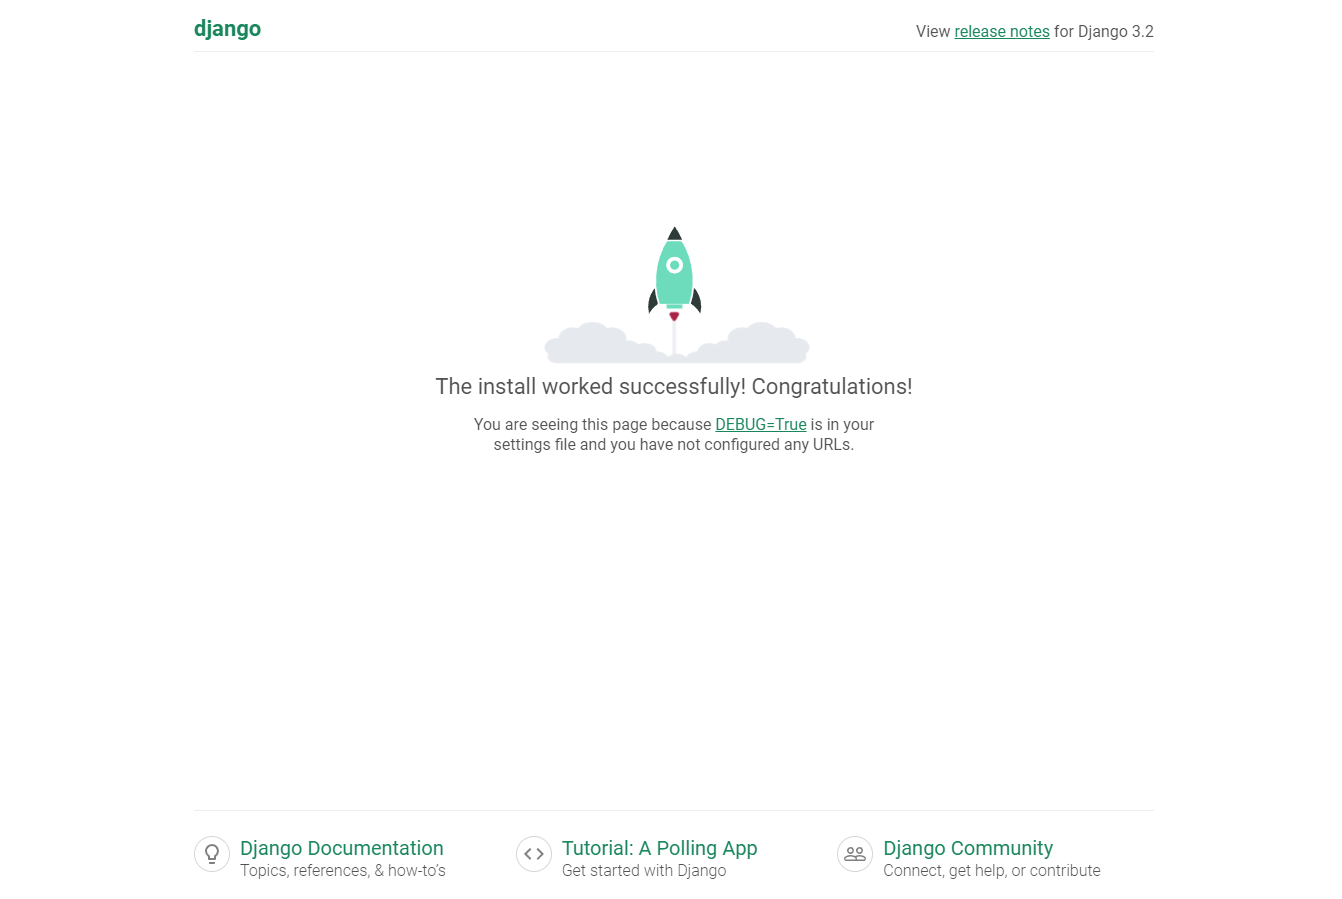 django
View release notes for Django 3.2
The install worked successfully! Congratulations!
You are seeing this page because DEBUG=True is in your
settings file and you have not configured any URLs.
Django Documentation
Topics, references, & how-to’s
Tutorial: A Polling App
Get started with Django
Django Community
Connect, get help, or contribute